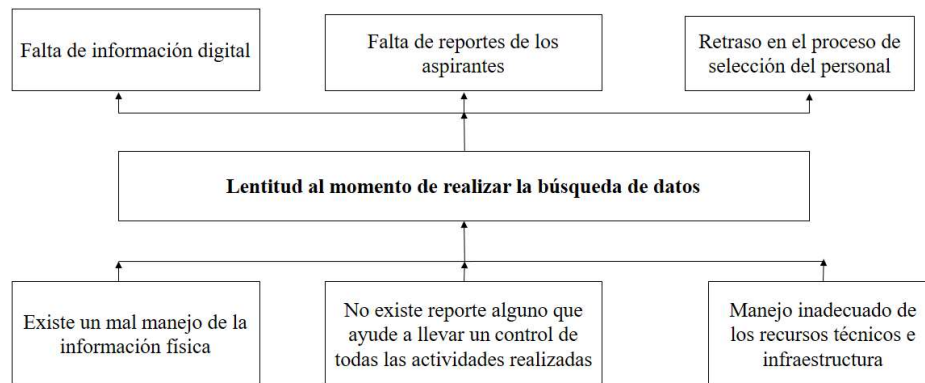 Falta de información digital
Falta de reportes de los
aspirantes
Retraso en el proceso de
selección del personal
Lentitud al momento de realizar la búsqueda de datos
Existe un mal manejo de la
información física
No existe reporte alguno que
ayude a llevar un control de
todas las actividades realizadas
Manejo inadecuado de
los recursos técnicos e
infraestructura